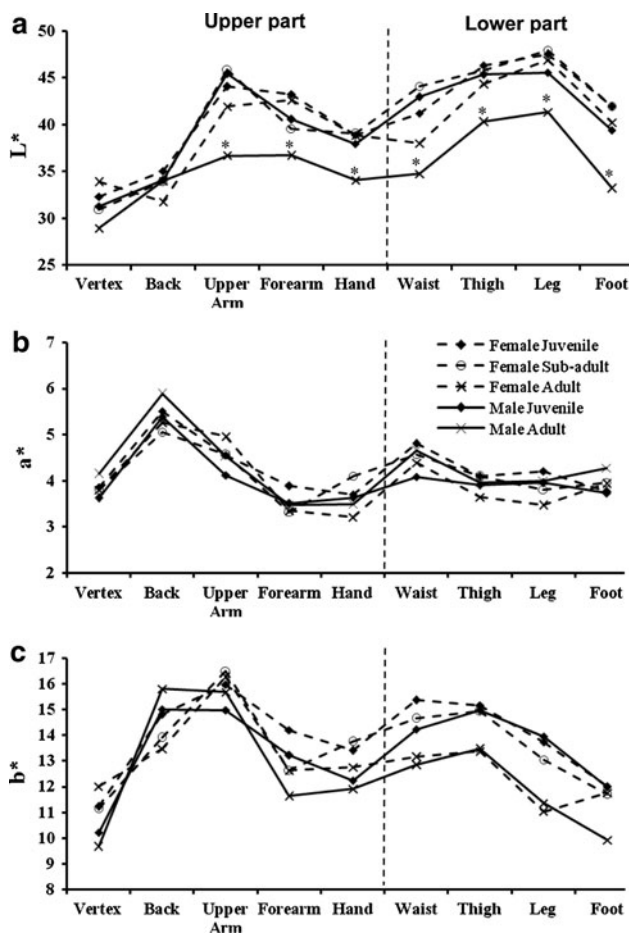 a
Upper part
Lower part
50
45
40
35
30
25
L*
* * * * * * *
Vertex Back Upper Arm Forearm Hand Waist Thigh Leg Foot
b
7
6
5
4
3
2
a*
Female Juvenile
Female Sub-adult
Female Adult
Male Juvenile
Male Adult
Vertex Back Upper Arm Forearm Hand Waist Thigh Leg Foot
c
17
16
15
14
13
12
11
10
9
8
b*
Vertex Back Upper Arm Forearm Hand Waist Thigh Leg Foot